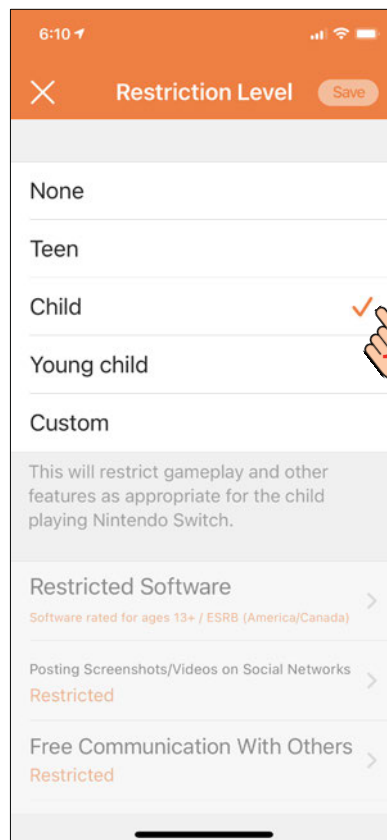 6:10
Restriction Level
Save
None
Teen
Child
Young child
Custom
This will restrict gameplay and other
features as appropriate for the child
playing Nintendo Switch.
Restricted Software
Software rated for ages 13+ / ESRB (America/Canada)
Posting Screenshots/Videos on Social Networks
Restricted
Free Communication With Others
Restricted